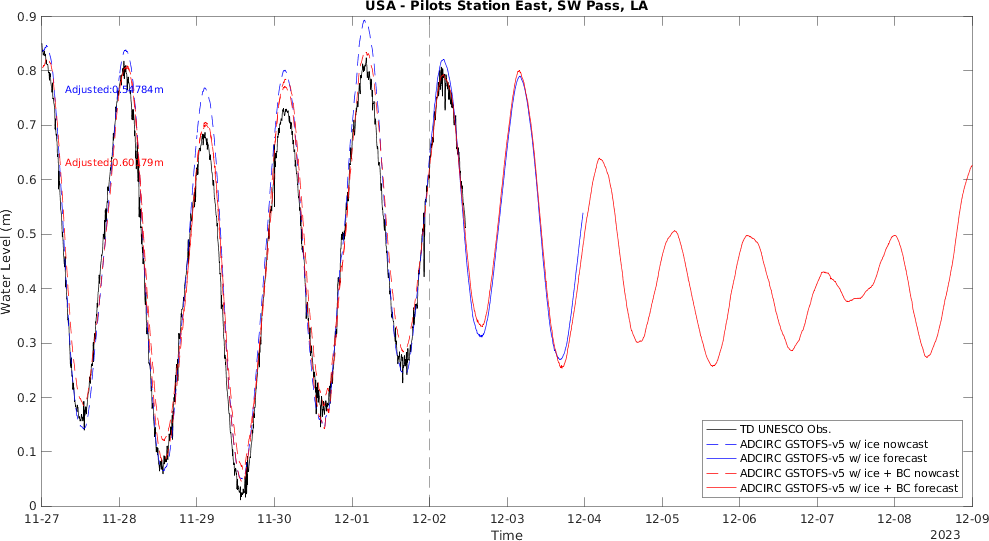 USA - Pilots Station East, SW Pass, LA
0.9
0.8
0.7
0.6
0.5
0.4
0.3
0.2
0.1
0
Water Level (m)
Adjusted:0.54784m
TD UNESCO Obs.
ADCIRC GSTOFS-v5 w/ ice nowcast
ADCIRC GSTOFS-v5 w/ ice forecast
ADCIRC GSTOFS-v5 w/ ice + BC nowcast
ADCIRC GSTOFS-v5 w/ ice + BC forecast
11-27 11-28 11-29 11-30 12-01 12-02 12-03 12-04 12-05 12-06 12-07 12-08 12-09
Time
2023